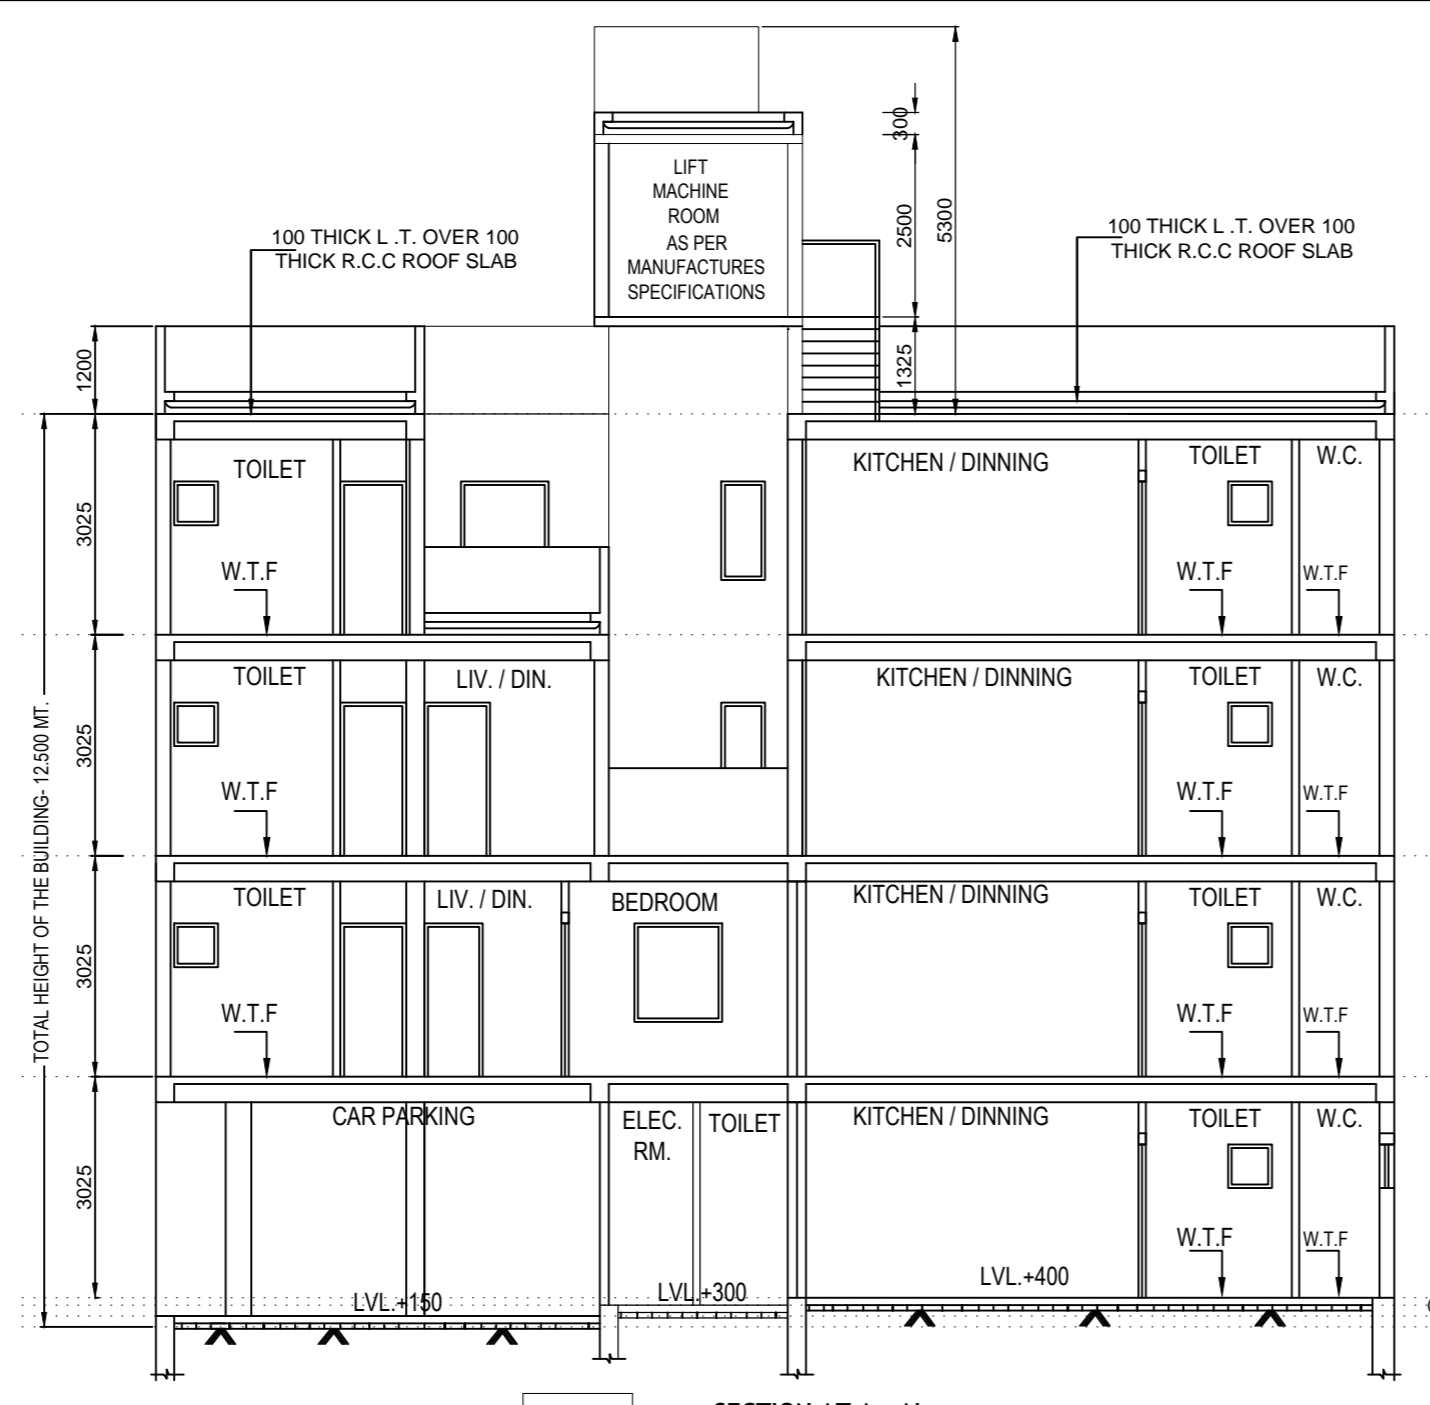 300
LIFT
MACHINE
ROOM
AS PER
MANUFACTURES
SPECIFICATIONS
2500
5300
100 THICK L .T. OVER 100
THICK R.C.C ROOF SLAB
100 THICK L .T. OVER 100
THICK R.C.C ROOF SLAB
1200
1325
TOTAL HEIGHT OF THE BUILDING- 12.500 MT.
3025
TOILET
KITCHEN / DINNING
TOILET
W.C.
W.T.F
W.T.F
W.T.F
3025
TOILET
LIV. / DIN.
KITCHEN / DINNING
TOILET
W.C.
W.T.F
W.T.F
W.T.F
3025
TOILET
LIV. / DIN.
BEDROOM
KITCHEN / DINNING
TOILET
W.C.
W.T.F
W.T.F
W.T.F
3025
CAR PARKING
ELEC.
RM.
TOILET
KITCHEN / DINNING
TOILET
W.C.
W.T.F
W.T.F
LVL.+150
LVL.+300
LVL.+400